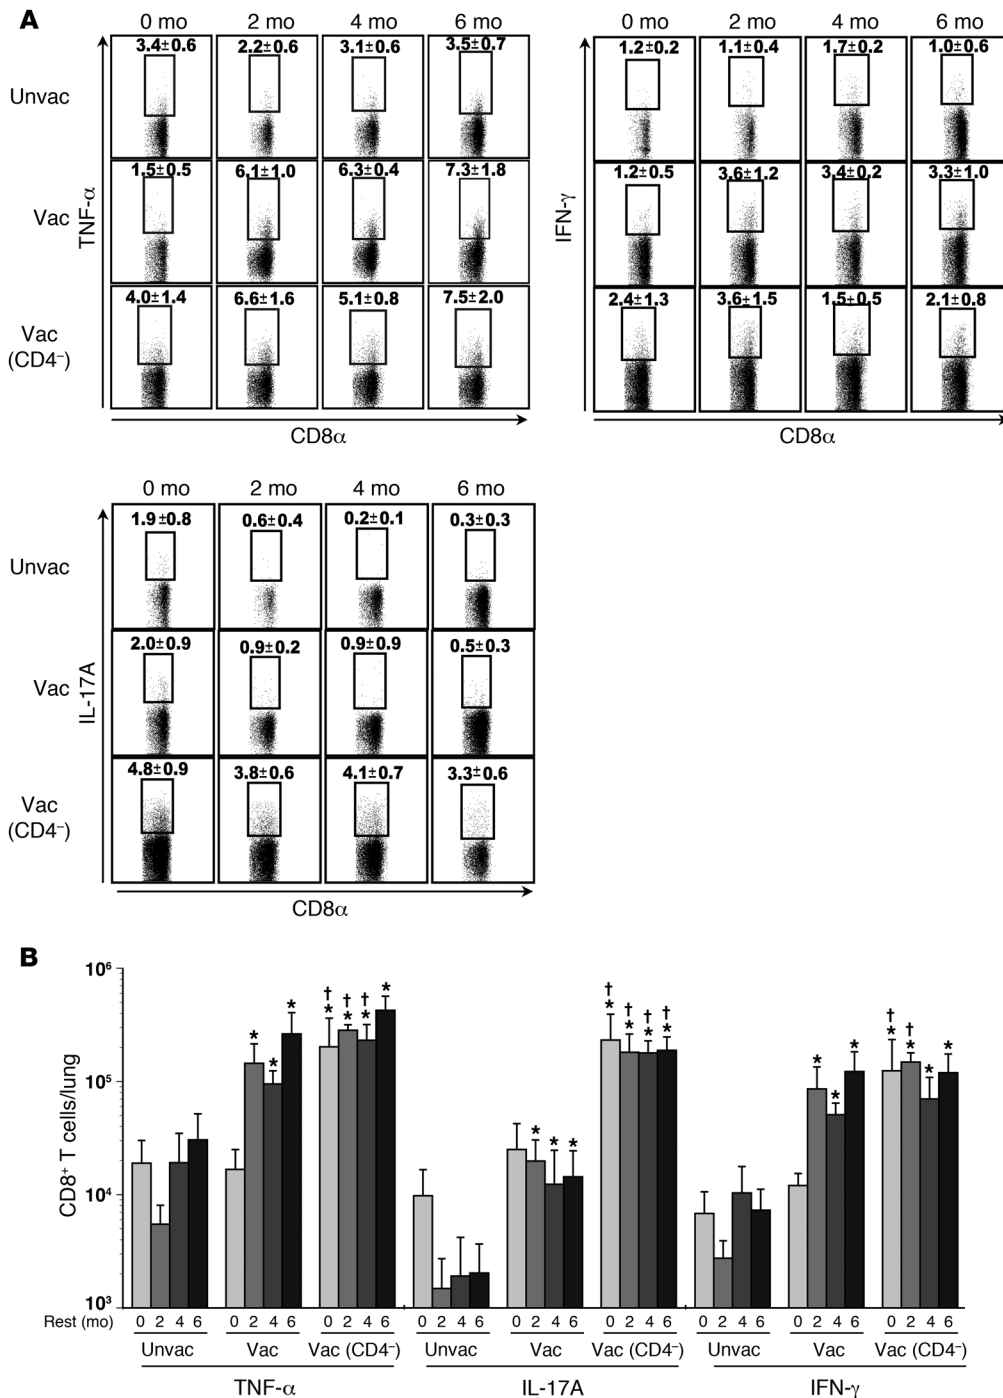 A
0 mo 2 mo 4 mo 6 mo
Unvac 3.4±0.6 2.2±0.6 3.1±0.6 3.5±0.7
Vac 1.5±0.5 6.1±1.0 6.3±0.4 7.3±1.8
Vac (CD4⁻) 4.0±1.4 6.6±1.6 5.1±0.8 7.5±2.0
TNF-α
CD8α
0 mo 2 mo 4 mo 6 mo
1.2±0.2 1.1±0.4 1.7±0.2 1.0±0.6
1.2±0.5 3.6±1.2 3.4±0.2 3.3±1.0
2.4±1.3 3.6±1.5 1.5±0.5 2.1±0.8
IFN-γ
CD8α
0 mo 2 mo 4 mo 6 mo
Unvac 1.9±0.8 0.6±0.4 0.2±0.1 0.3±0.3
Vac 2.0±0.9 0.9±0.2 0.9±0.9 0.5±0.3
Vac (CD4⁻) 4.8±0.9 3.8±0.6 4.1±0.7 3.3±0.6
IL-17A
CD8α
B
CD8⁺ T cells/lung
10⁶
10⁵
10⁴
10³
* * * †* †* †* * * * * †* †* †* †* * * * †* †* * *
Rest (mo) 0 2 4 6 0 2 4 6 0 2 4 6 0 2 4 6 0 2 4 6 0 2 4 6 0 2 4 6 0 2 4 6 0 2 4 6
Unvac Vac Vac (CD4⁻) Unvac Vac Vac (CD4⁻) Unvac Vac Vac (CD4⁻)
TNF-α IL-17A IFN-γ